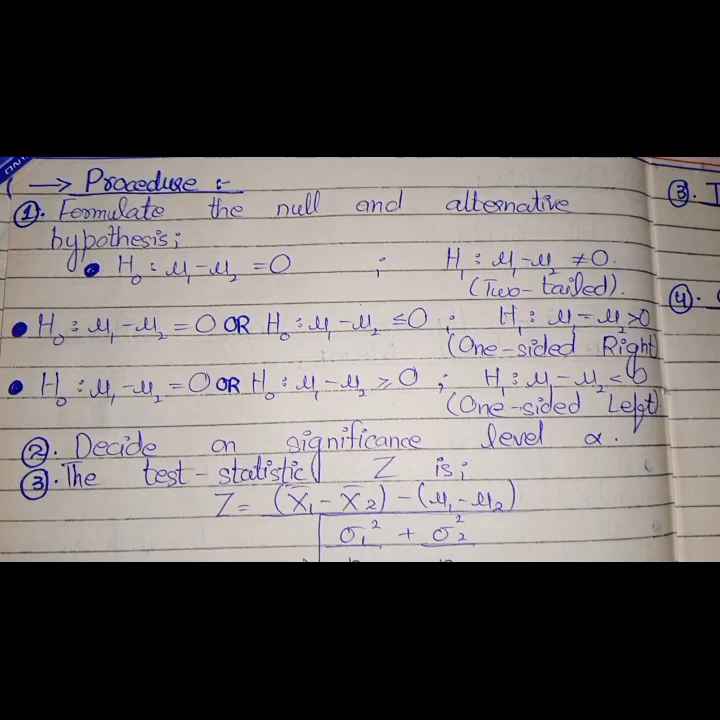 → Procedure :-
①. Formulate the null and alternative
hypothesis;
• H₀ : μ₁-μ₂ = 0 ; H₁ : μ₁-μ₂ ≠ 0.
(Two-tailed).
• H₀ : μ₁-μ₂ = 0 OR H₀ : μ₁-μ₂ ≤ 0 ; H₁ : μ₁-μ₂ > 0
(One-sided Right)
• H₀ : μ₁-μ₂ = 0 OR H₀ : μ₁-μ₂ ≥ 0 ; H₁ : μ₁-μ₂ < 0
(One-sided Left)
②. Decide an significance level α.
③. The test-statistic Z is;
Z = (X̄₁ - X̄₂) - (μ₁-μ₂)
σ₁² + σ₂²
③.
④.